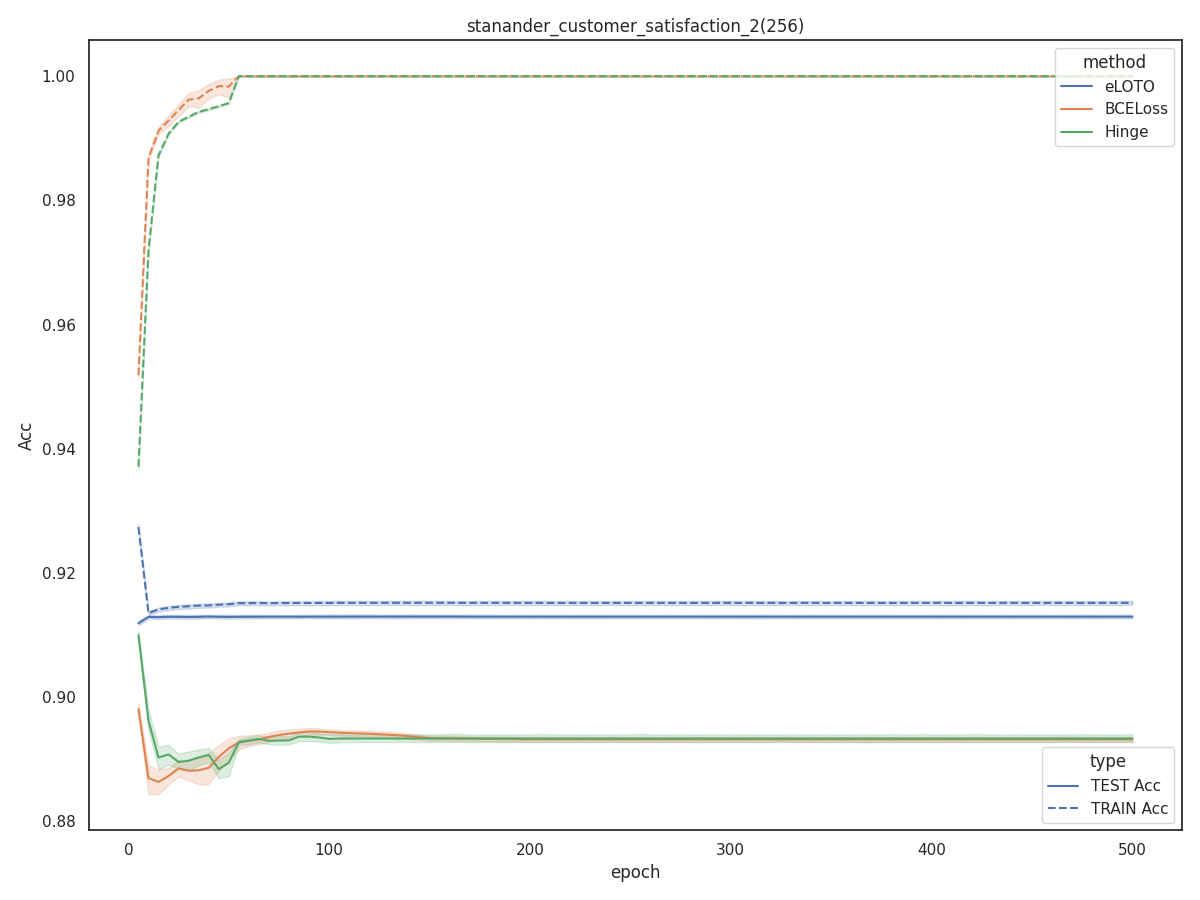 stanander_customer_satisfaction_2(256)
1.00
0.98
0.96
0.94
0.92
0.90
0.88
Acc
0
100
200
300
400
500
epoch
method
eLOTO
BCELoss
Hinge
type
TEST Acc
TRAIN Acc